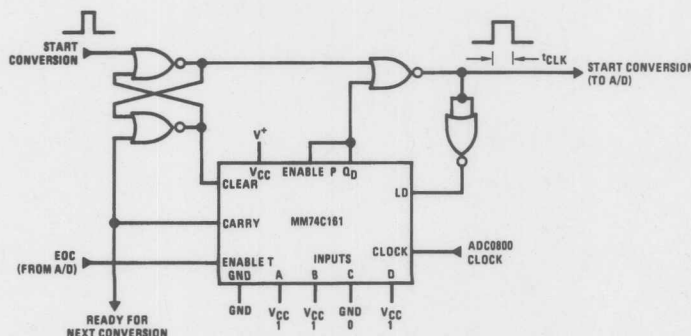 START
CONVERSION
tCLK
START CONVERSION
(TO A/D)
V+
VCC
ENABLE P QD
CLEAR
LD
CARRY
MM74C161
EOC
(FROM A/D)
ENABLE T
INPUTS
CLOCK
ADC0800
CLOCK
GND
A
B
C
D
GND
VCC
1
VCC
1
GND
0
VCC
1
READY FOR
NEXT CONVERSION